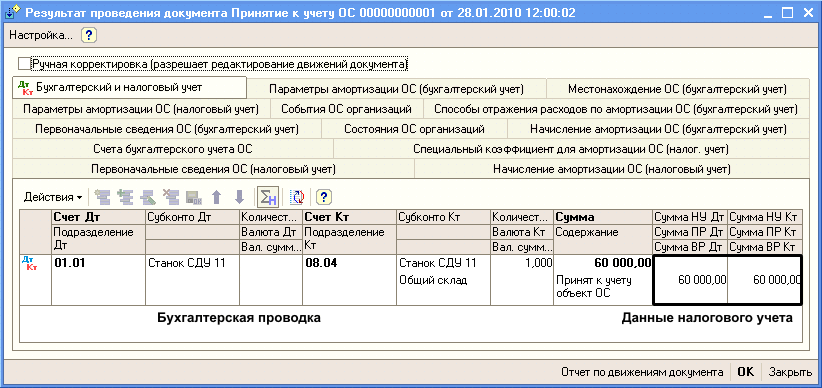 Результат проведения документа Принятие к учету ОС 00000000001 от 28.01.2010 12:00:02
Настройка... ?
Ручная корректировка (разрешает редактирование движений документа)
Дт Кт Бухгалтерский и налоговый учет Параметры амортизации ОС (бухгалтерский учет) Местонахождение ОС (бухгалтерский учет)
Параметры амортизации ОС (налоговый учет) События ОС организаций Способы отражения расходов по амортизации ОС (бухгалтерский учет)
Первоначальные сведения ОС (бухгалтерский учет) Состояния ОС организаций Начисление амортизации ОС (бухгалтерский учет)
Счета бухгалтерского учета ОС Специальный коэффициент для амортизации ОС (налог. учет)
Первоначальные сведения ОС (налоговый учет) Начисление амортизации ОС (налоговый учет)
Действия ?
Счет Дт Субконто Дт Количест... Счет Кт Субконто Кт Количест... Сумма Сумма НУ Дт Сумма НУ Кт
Подразделение Дт Валюта Дт Подразделение Кт Валюта Кт Содержание Сумма ПР Дт Сумма ПР Кт
Вал. сумм... Вал. сумм... Сумма ВР Дт Сумма ВР Кт
Дт Кт 01.01 Станок СДУ 11 08.04 Станок СДУ 11 1,000 60 000,00
Общий склад Принят к учету объект ОС 60 000,00 60 000,00
Бухгалтерская проводка Данные налогового учета
Отчет по движениям документа OK Закрыть